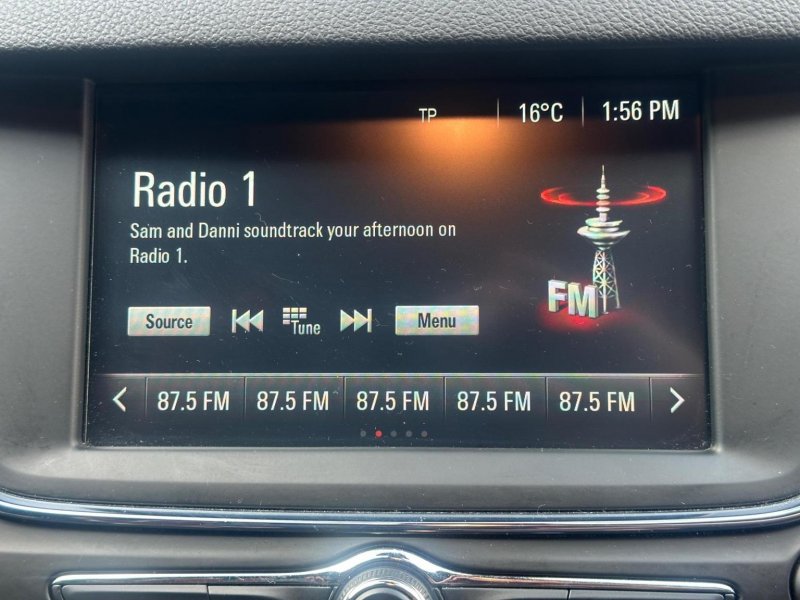 TP 16°C 1:56 PM
Radio 1
Sam and Danni soundtrack your afternoon on
Radio 1.
FM
Source Tune Menu
87.5 FM 87.5 FM 87.5 FM 87.5 FM 87.5 FM